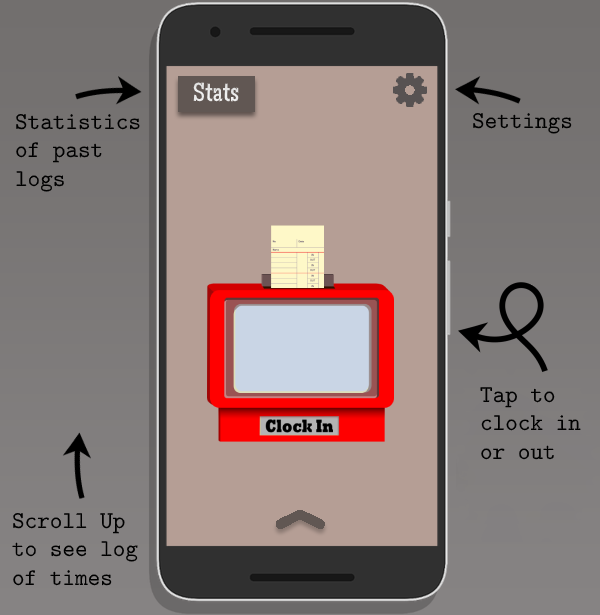 Stats
Statistics
of past
logs
Settings
Clock In
Tap to
clock in
or out
Scroll Up
to see log
of times